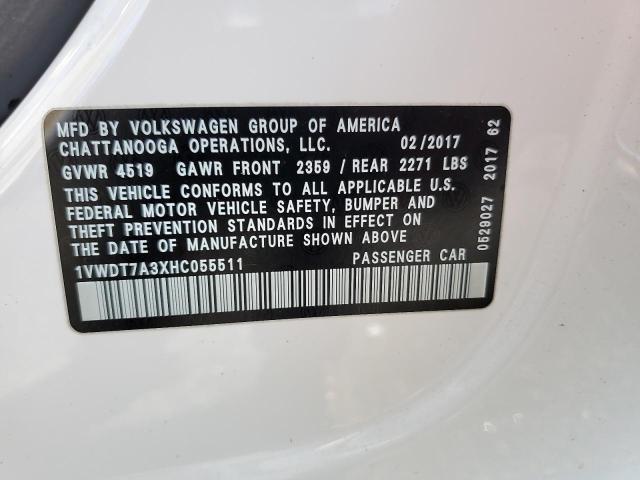 MFD BY VOLKSWAGEN GROUP OF AMERICA
CHATTANOOGA OPERATIONS, LLC. 02/2017
GVWR 4519 GAWR FRONT 2359 / REAR 2271 LBS
THIS VEHICLE CONFORMS TO ALL APPLICABLE U.S.
FEDERAL MOTOR VEHICLE SAFETY, BUMPER AND
THEFT PREVENTION STANDARDS IN EFFECT ON
THE DATE OF MANUFACTURE SHOWN ABOVE
1VWDT7A3XHC055511 PASSENGER CAR
0529027 2017 62